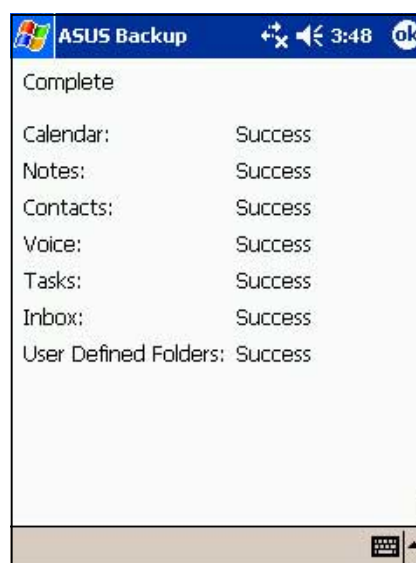 ASUS Backup 3:48 ok
Complete
Calendar: Success
Notes: Success
Contacts: Success
Voice: Success
Tasks: Success
Inbox: Success
User Defined Folders: Success